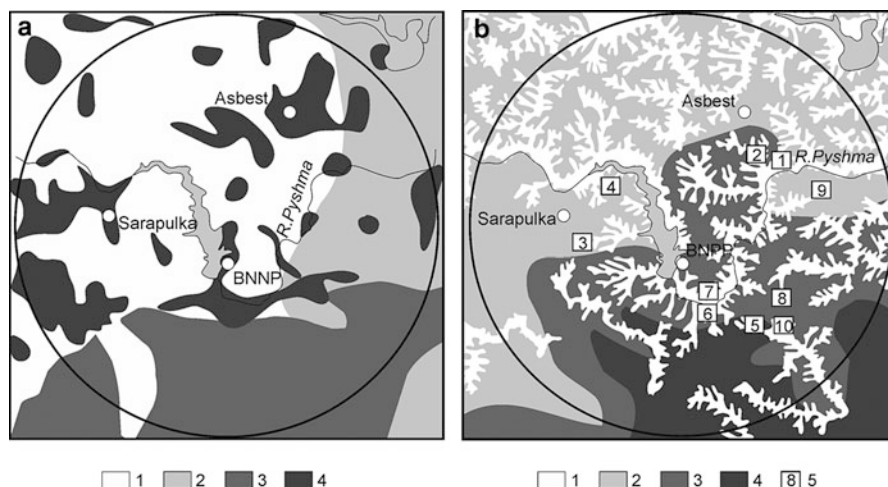 a
Asbest
R.Pyshma
Sarapulka
BNNP
1 2 3 4
b
Asbest
2 1 R.Pyshma
4 9
Sarapulka
3
BNPP
7 8
6 5 10
1 2 3 4 8 5